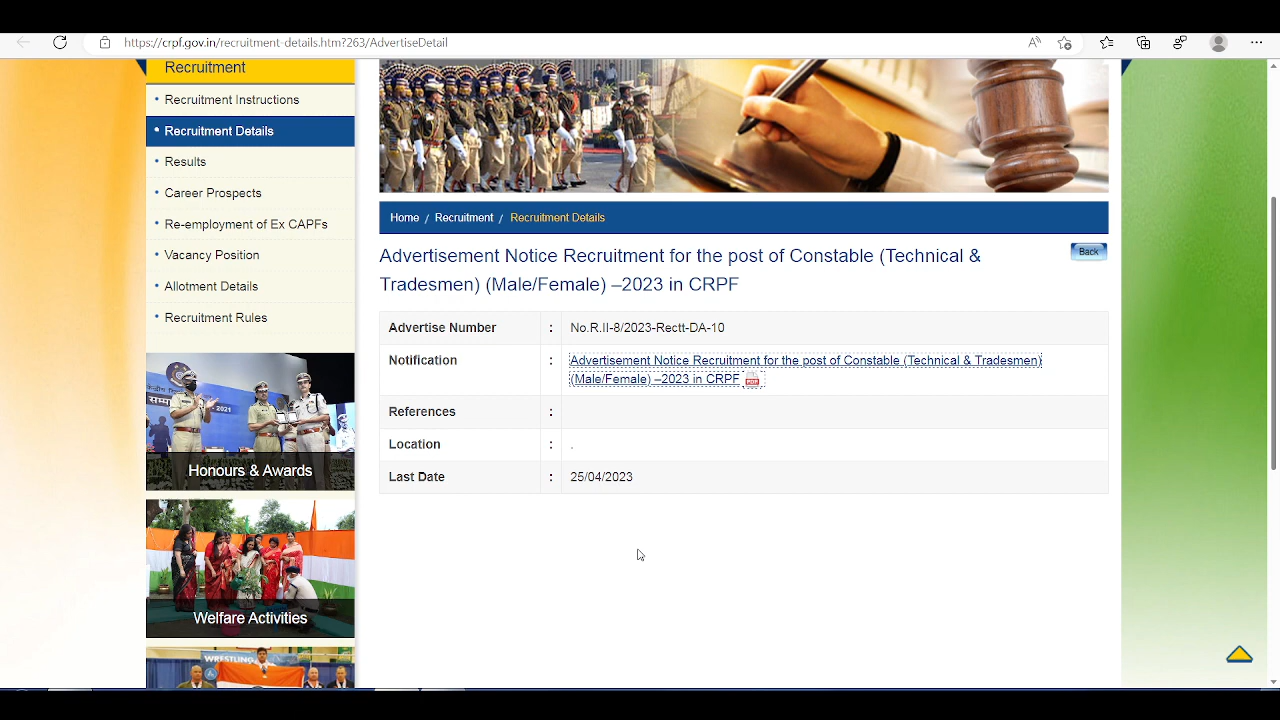 https://crpf.gov.in/recruitment-details.htm?263/AdvertiseDetail
Recruitment
Recruitment Instructions
Recruitment Details
Results
Career Prospects
Re-employment of Ex CAPFs
Vacancy Position
Allotment Details
Recruitment Rules
2021
Honours & Awards
Welfare Activities
WRESTLING
Home / Recruitment / Recruitment Details
Advertisement Notice Recruitment for the post of Constable (Technical &
Tradesmen) (Male/Female) –2023 in CRPF
Back
Advertise Number : No.R.II-8/2023-Rectt-DA-10
Notification : Advertisement Notice Recruitment for the post of Constable (Technical & Tradesmen)
(Male/Female) –2023 in CRPF PDF
References :
Location : .
Last Date : 25/04/2023